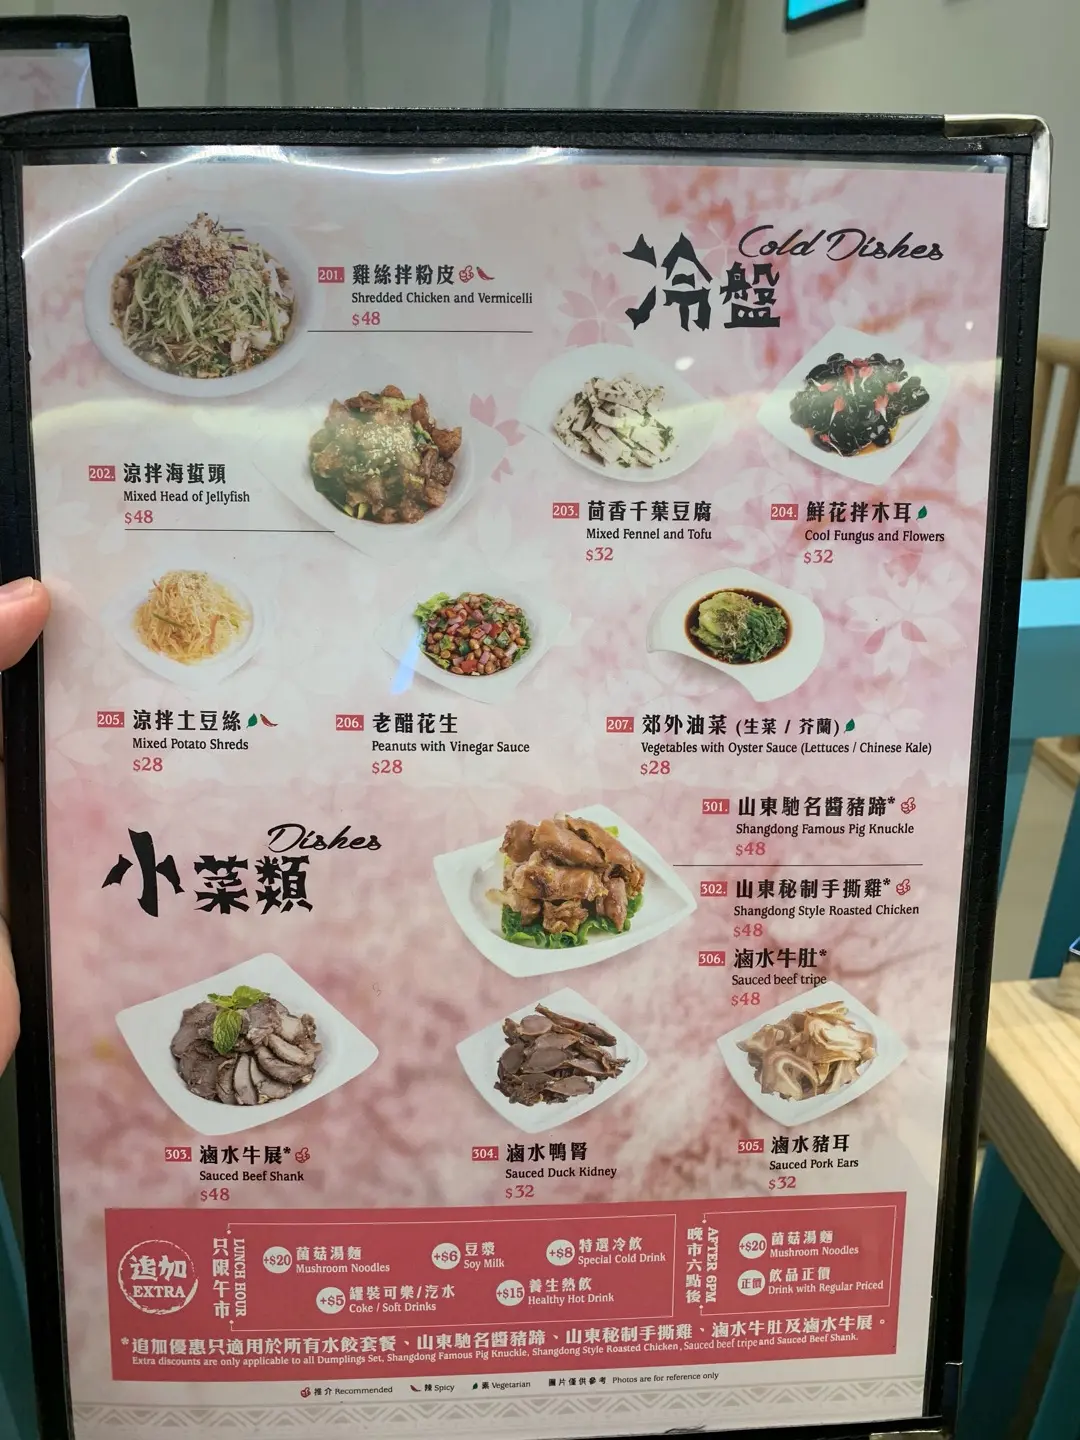 Cold Dishes
冷盤
201. 雞絲拌粉皮
Shredded Chicken and Vermicelli
$48
202. 涼拌海蜇頭
Mixed Head of Jellyfish
$48
203. 茴香千葉豆腐
Mixed Fennel and Tofu
$32
204. 鮮花拌木耳
Cool Fungus and Flowers
$32
205. 涼拌土豆絲
Mixed Potato Shreds
$28
206. 老醋花生
Peanuts with Vinegar Sauce
$28
207. 郊外油菜 (生菜 / 芥蘭)
Vegetables with Oyster Sauce (Lettuces / Chinese Kale)
$28
Dishes
小菜類
301. 山東馳名醬豬蹄*
Shangdong Famous Pig Knuckle
$48
302. 山東秘制手撕雞*
Shangdong Style Roasted Chicken
$48
306. 滷水牛肚*
Sauced beef tripe
$48
303. 滷水牛展*
Sauced Beef Shank
$48
304. 滷水鴨腎
Sauced Duck Kidney
$32
305. 滷水豬耳
Sauced Pork Ears
$32
追加
EXTRA
只限午市
LUNCH HOUR
+$20 菌菇湯麵
Mushroom Noodles
+$6 豆漿
Soy Milk
+$8 特選冷飲
Special Cold Drink
+$5 罐裝可樂/汽水
Coke / Soft Drinks
+$15 養生熱飲
Healthy Hot Drink
晚市六點後
AFTER 6PM
+$20 菌菇湯麵
Mushroom Noodles
正價 飲品正價
Drink with Regular Priced
*追加優惠只適用於所有水餃套餐、山東馳名醬豬蹄、山東秘制手撕雞、滷水牛肚及滷水牛展。
Extra discounts are only applicable to all Dumplings Set, Shangdong Famous Pig Knuckle, Shangdong Style Roasted Chicken, Sauced beef tripe and Sauced Beef Shank.
推介 Recommended 辣 Spicy 素 Vegetarian 圖片僅供參考 Photos are for reference only